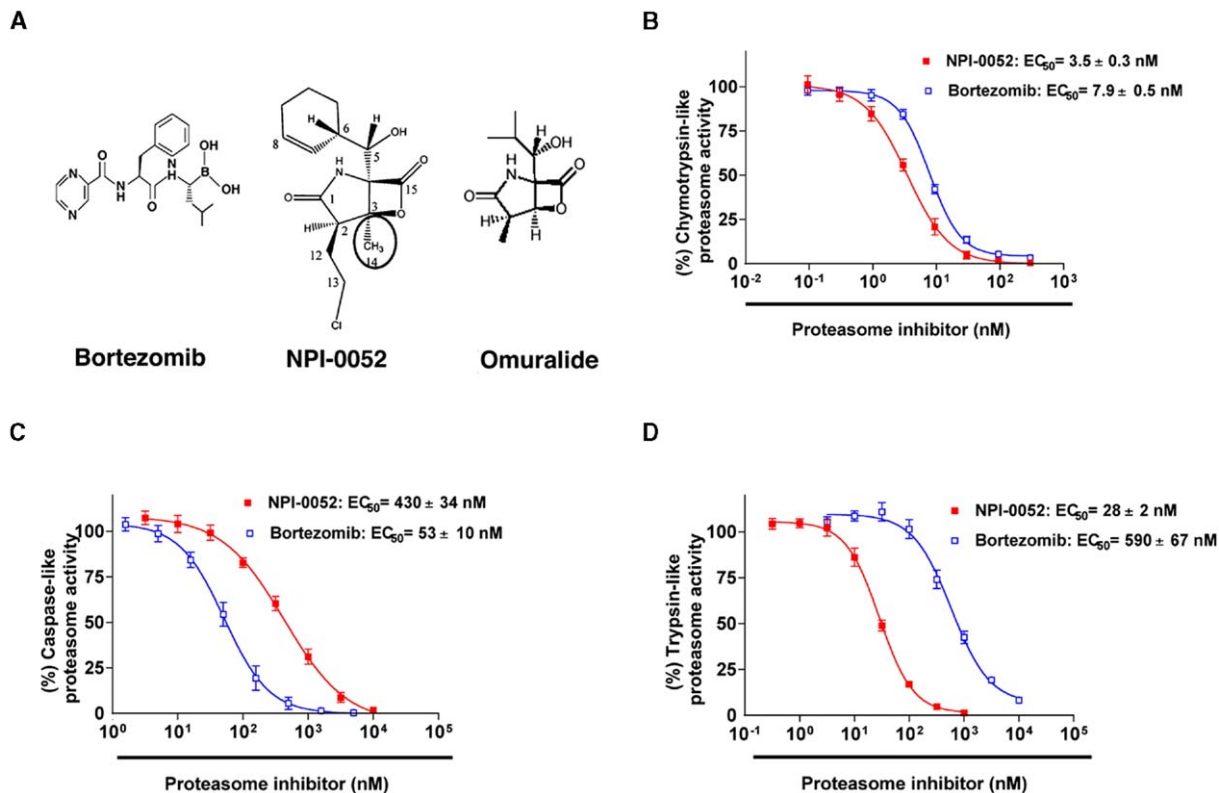 A
H
6
H
OH
8
5
H
N
O
O
15
1
3
O
H
2
CH₃
14
12
13
Cl
OH
HO
B
OH
O
N
H
H
N
O
N
N
H
OH
H
N
O
O
O
H
H
Bortezomib
NPI-0052
Omuralide
B
NPI-0052: EC₅₀= 3.5 ± 0.3 nM
Bortezomib: EC₅₀= 7.9 ± 0.5 nM
(%) Chymotrypsin-like
proteasome activity
100
75
50
25
0
10⁻² 10⁻¹ 10⁰ 10¹ 10² 10³
Proteasome inhibitor (nM)
C
NPI-0052: EC₅₀= 430 ± 34 nM
Bortezomib: EC₅₀= 53 ± 10 nM
(%) Caspase-like
proteasome activity
100
75
50
25
0
10⁰ 10¹ 10² 10³ 10⁴ 10⁵
Proteasome inhibitor (nM)
D
NPI-0052: EC₅₀= 28 ± 2 nM
Bortezomib: EC₅₀= 590 ± 67 nM
(%) Trypsin-like
proteasome activity
100
75
50
25
0
10⁻¹ 10⁰ 10¹ 10² 10³ 10⁴ 10⁵
Proteasome inhibitor (nM)